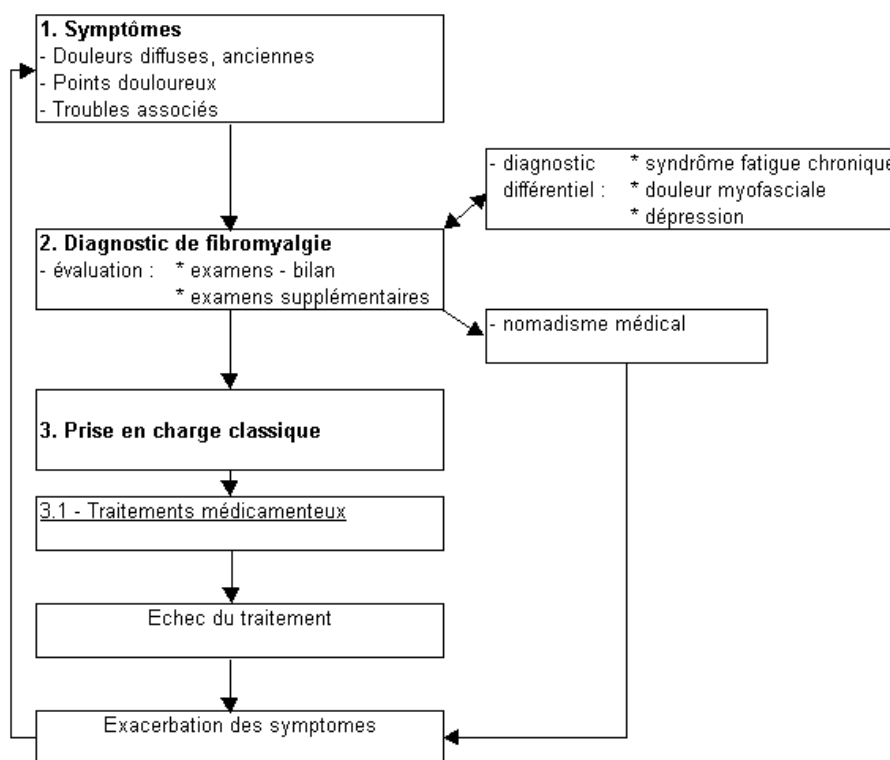 1. Symptômes
- Douleurs diffuses, anciennes
- Points douloureux
- Troubles associés
- diagnostic * syndrôme fatigue chronique
différentiel : * douleur myofasciale
* dépression
2. Diagnostic de fibromyalgie
- évaluation : * examens - bilan
* examens supplémentaires
- nomadisme médical
3. Prise en charge classique
3.1 - Traitements médicamenteux
Echec du traitement
Exacerbation des symptomes